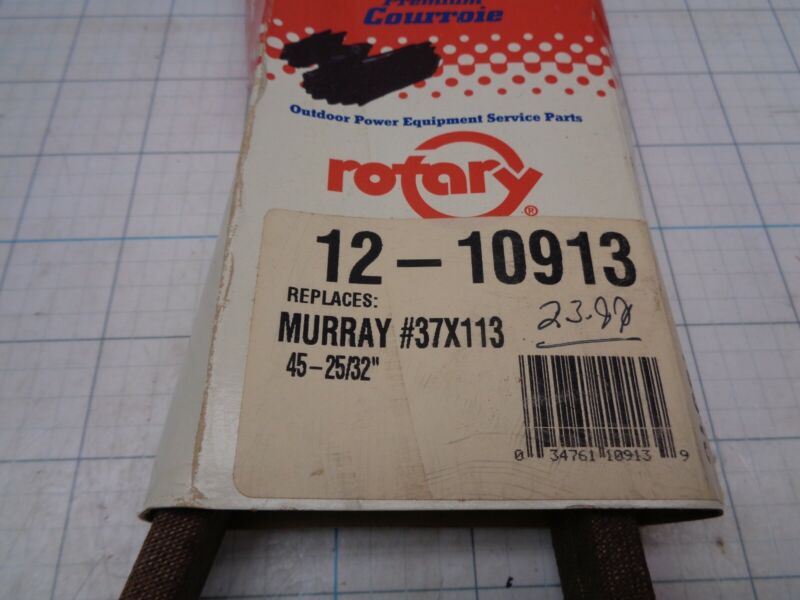 Premium
Courroie
Outdoor Power Equipment Service Parts
rotary®
12-10913
REPLACES:
MURRAY #37X113
45-25/32"
0 34761 10913 9